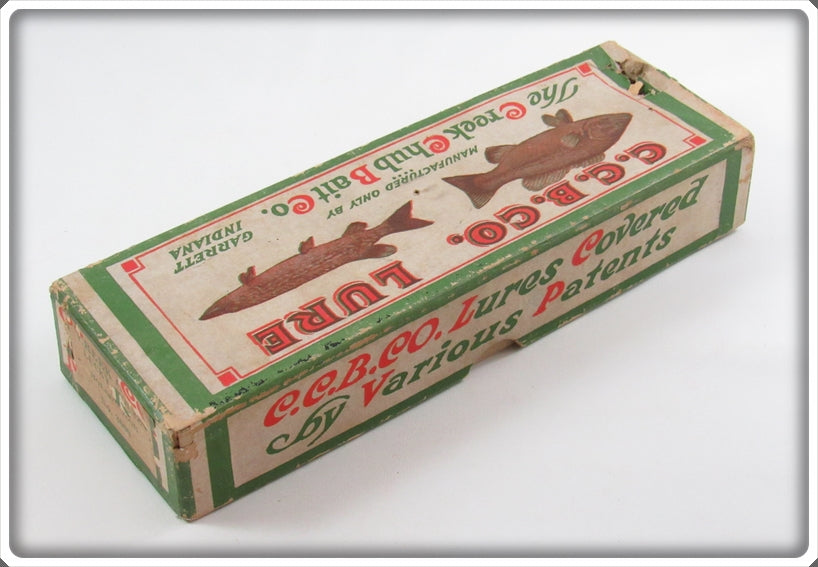 C.C.B.CO. LURE
MANUFACTURED ONLY BY
The Creek Chub Bait Co.
GARRETT
INDIANA
C.C.B.CO. Lures Covered
by Various Patents